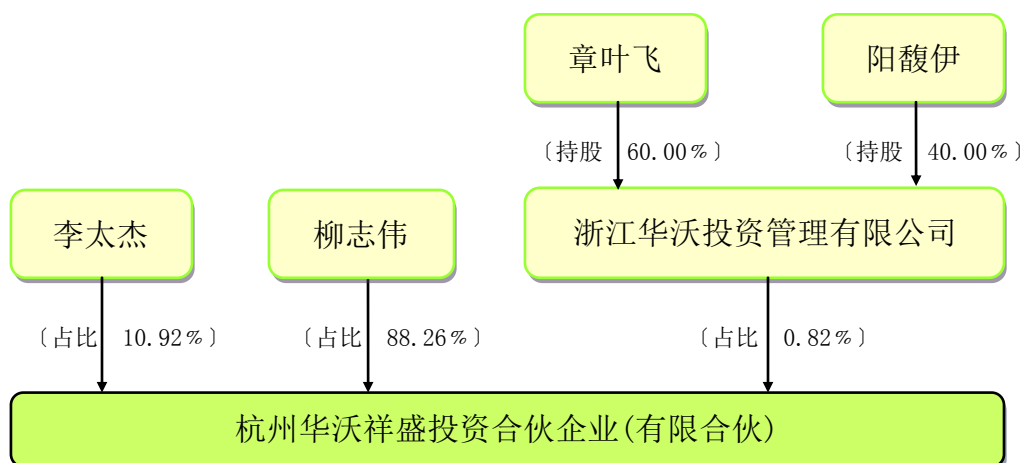 章叶飞
阳馥伊
〔持股 60.00%〕
〔持股 40.00%〕
李太杰
柳志伟
浙江华沃投资管理有限公司
〔占比 10.92%〕
〔占比 88.26%〕
〔占比 0.82%〕
杭州华沃祥盛投资合伙企业(有限合伙)